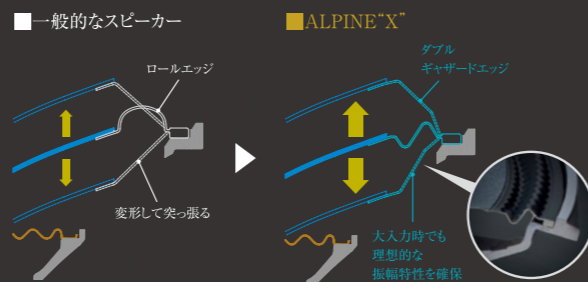 ■一般的なスピーカー
ロールエッジ
変形して突っ張る
■ALPINE“X”
ダブル
ギャザードエッジ
大入力時でも
理想的な
振幅特性を確保